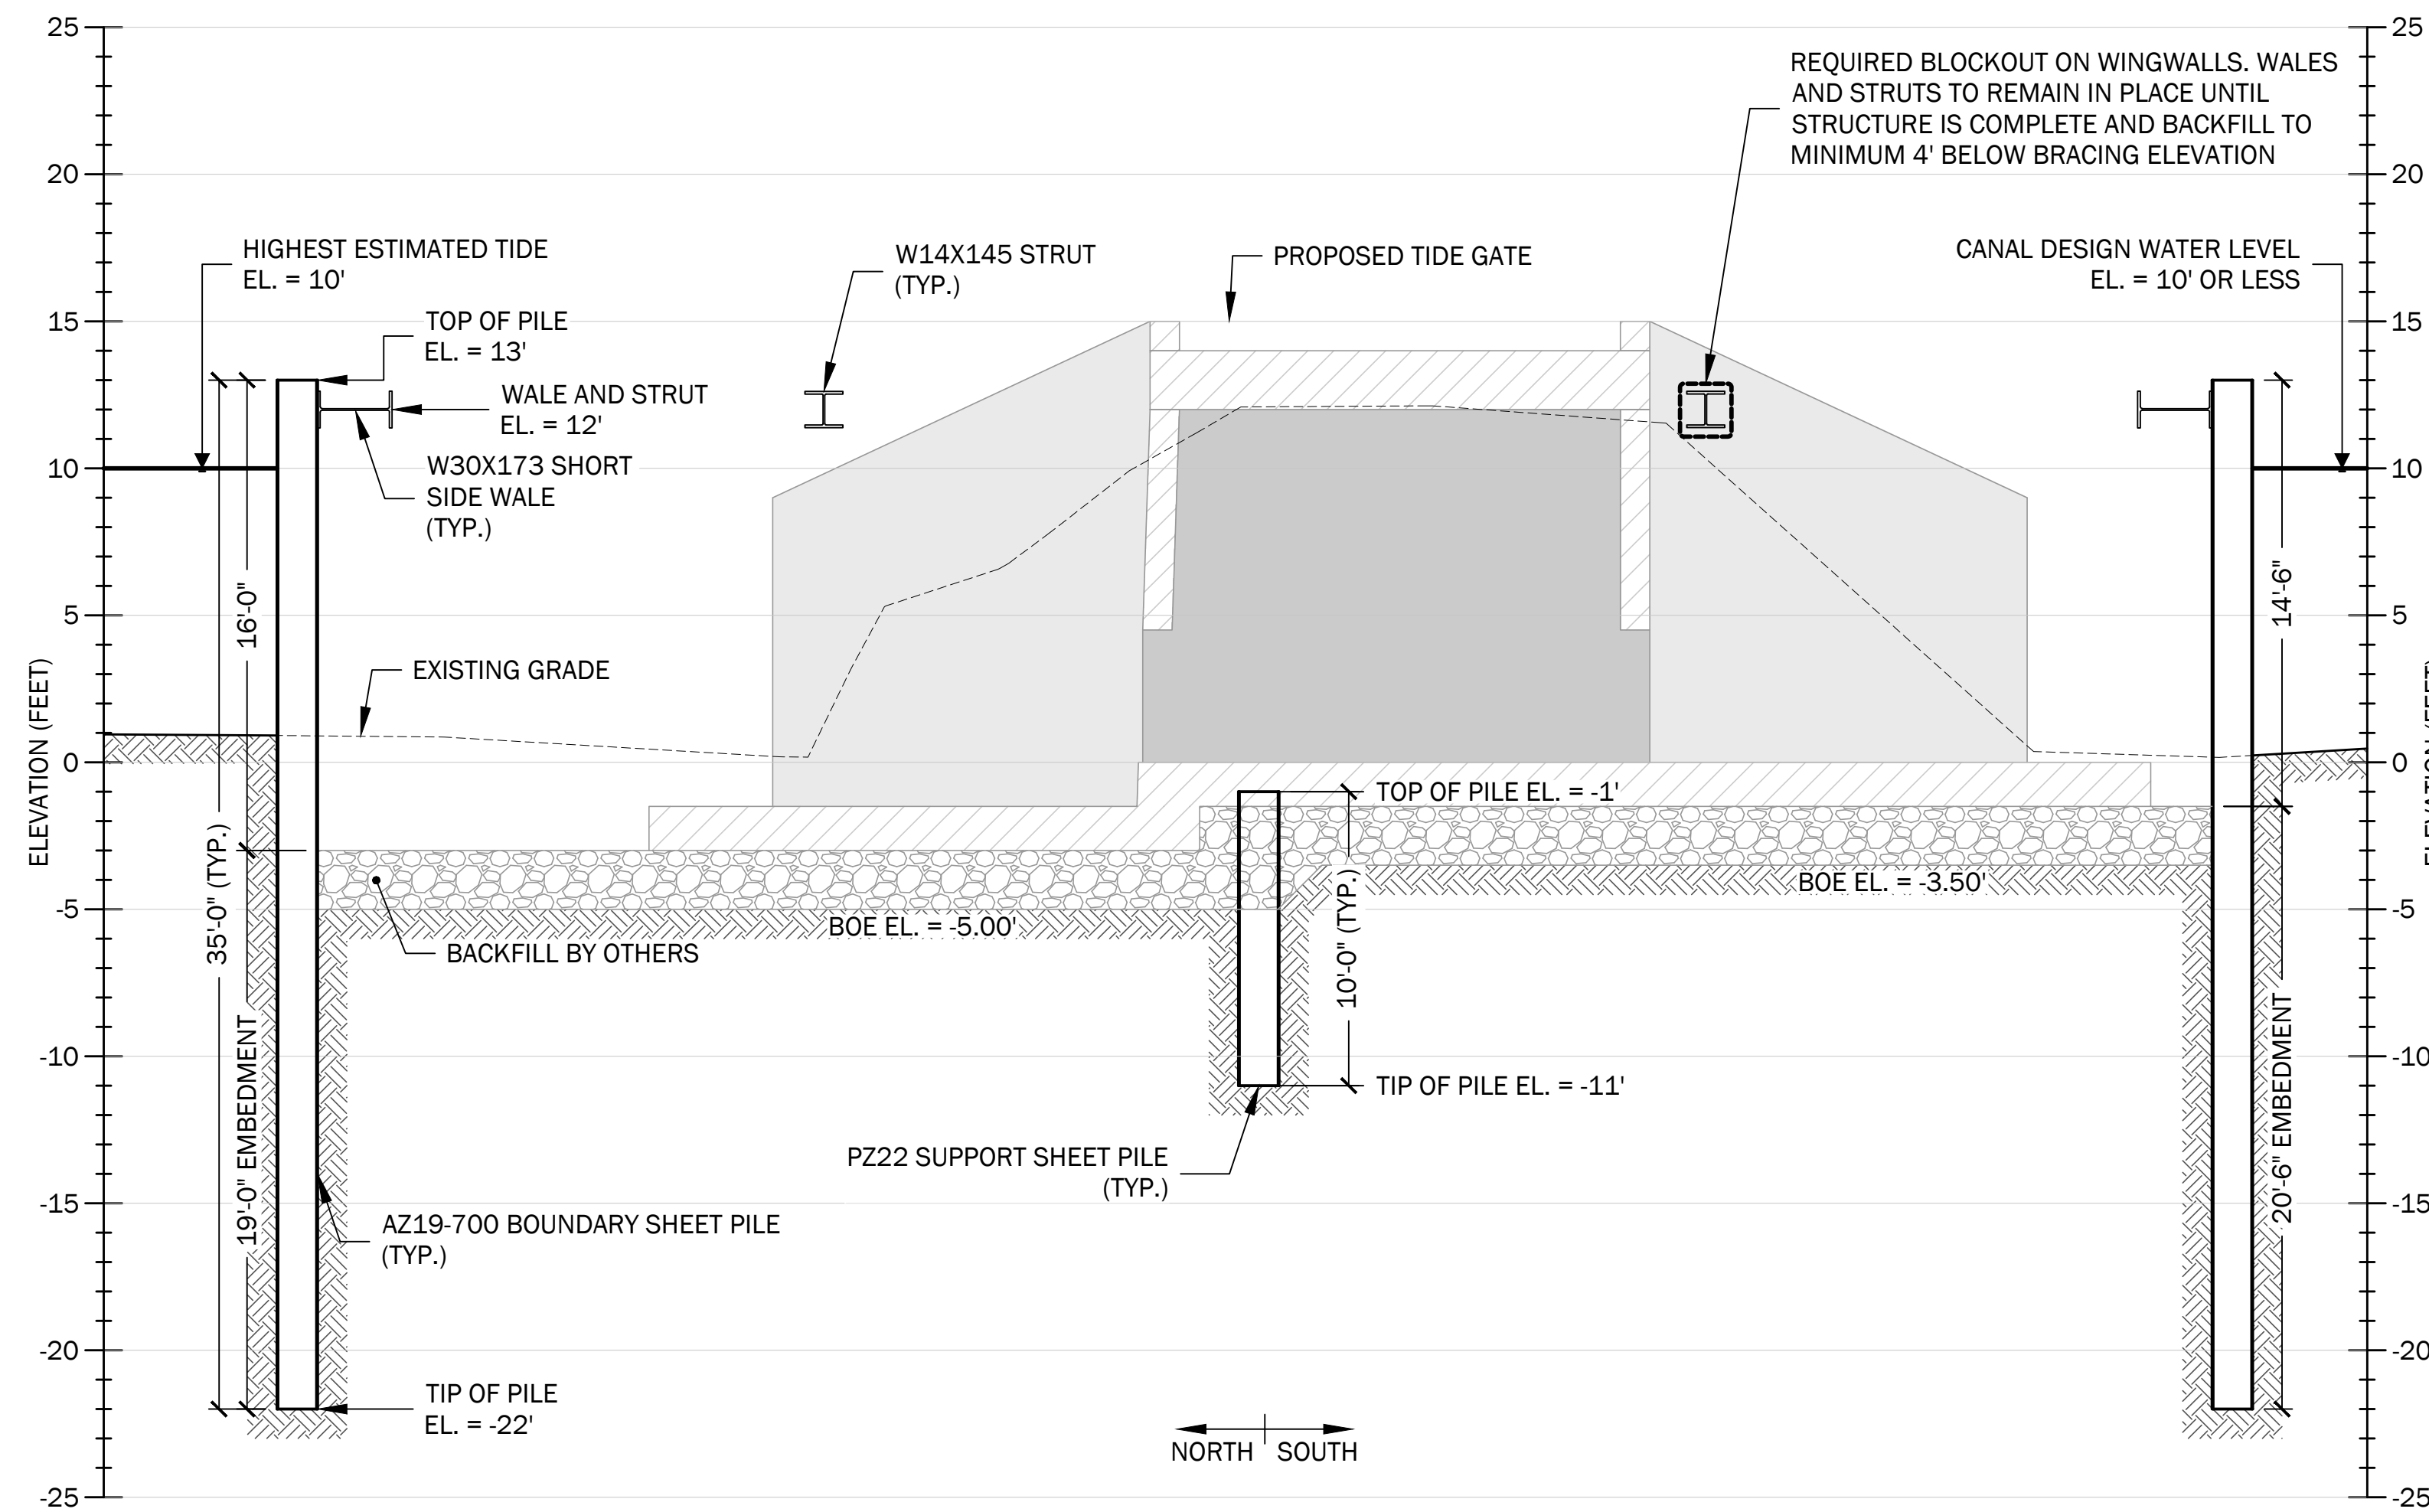 25
20
15
10
5
0
-5
-10
-15
-20
-25
ELEVATION (FEET)
HIGHEST ESTIMATED TIDE
EL. = 10'
TOP OF PILE
EL. = 13'
WALE AND STRUT
EL. = 12'
W30X173 SHORT
SIDE WALE
(TYP.)
16'-0"
35'-0" (TYP.)
19'-0" EMBEDMENT
EXISTING GRADE
BACKFILL BY OTHERS
AZ19-700 BOUNDARY SHEET PILE
(TYP.)
TIP OF PILE
EL. = -22'
W14X145 STRUT
(TYP.)
PROPOSED TIDE GATE
REQUIRED BLOCKOUT ON WINGWALLS. WALES
AND STRUTS TO REMAIN IN PLACE UNTIL
STRUCTURE IS COMPLETE AND BACKFILL TO
MINIMUM 4' BELOW BRACING ELEVATION
CANAL DESIGN WATER LEVEL
EL. = 10' OR LESS
TOP OF PILE EL. = -1'
BOE EL. = -5.00'
BOE EL. = -3.50'
10'-0" (TYP.)
TIP OF PILE EL. = -11'
PZ22 SUPPORT SHEET PILE
(TYP.)
NORTH
SOUTH
14'-6"
20'-6" EMBEDMENT
25
20
15
10
5
0
-5
-10
-15
-20
-25